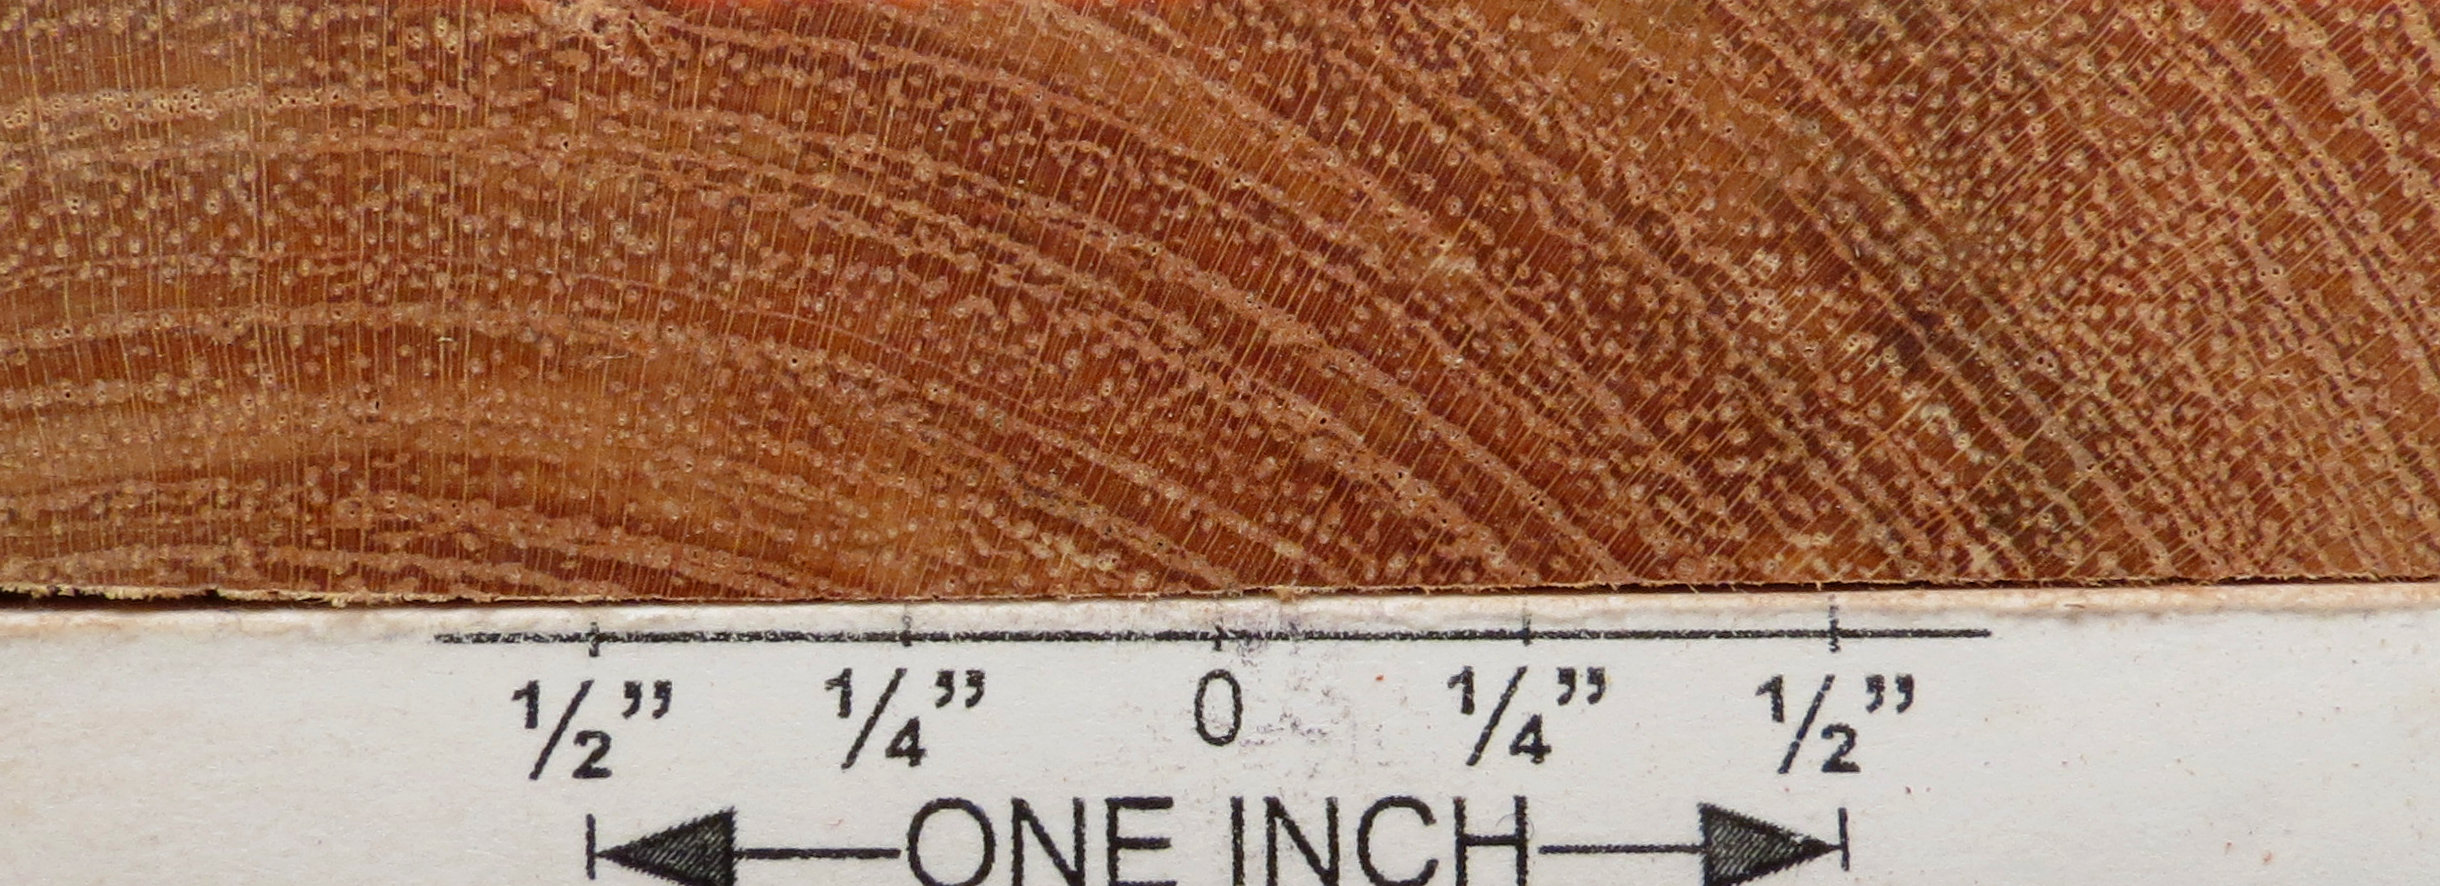 1/2” 1/4” 0 1/4” 1/2”
ONE INCH